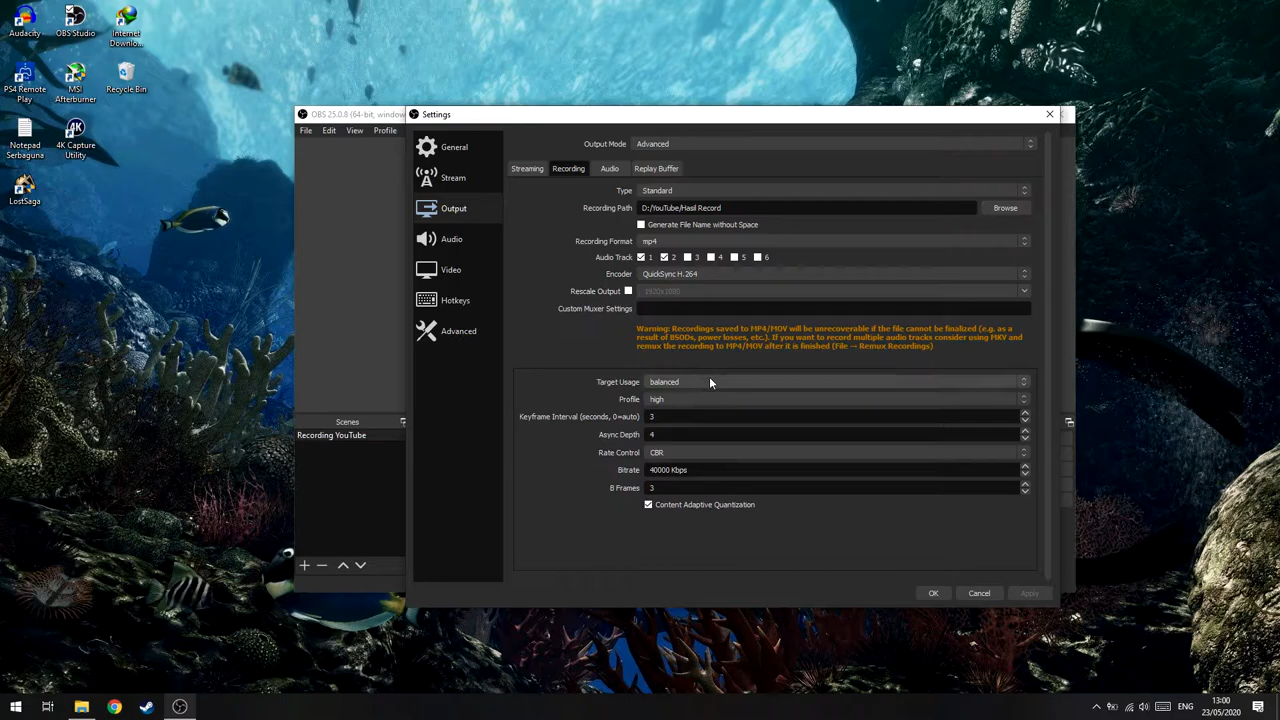 Audacity
OBS Studio
Internet
Downlo...
PS4 Remote
Play
MSI
Afterburner
Recycle Bin
Notepad
Serbaguna
4K Capture
Utility
LostSaga
OBS 25.0.8 (64-bit, window
File Edit View Profile
Scenes
Recording YouTube
Settings
General
Stream
Output
Audio
Video
Hotkeys
Advanced
Output Mode Advanced
Streaming Recording Audio Replay Buffer
Type Standard
Recording Path D:/YouTube/Hasil Record Browse
Generate File Name without Space
Recording Format mp4
Audio Track 1 2 3 4 5 6
Encoder QuickSync H.264
Rescale Output 1920x1080
Custom Muxer Settings
Warning: Recordings saved to MP4/MOV will be unrecoverable if the file cannot be finalized (e.g. as a
result of BSODs, power losses, etc.). If you want to record multiple audio tracks consider using MKV and
remux the recording to MP4/MOV after it is finished (File → Remux Recordings)
Target Usage balanced
Profile high
Keyframe Interval (seconds, 0=auto) 3
Async Depth 4
Rate Control CBR
Bitrate 40000 Kbps
B Frames 3
Content Adaptive Quantization
OK Cancel Apply
ENG
13:00
23/05/2020